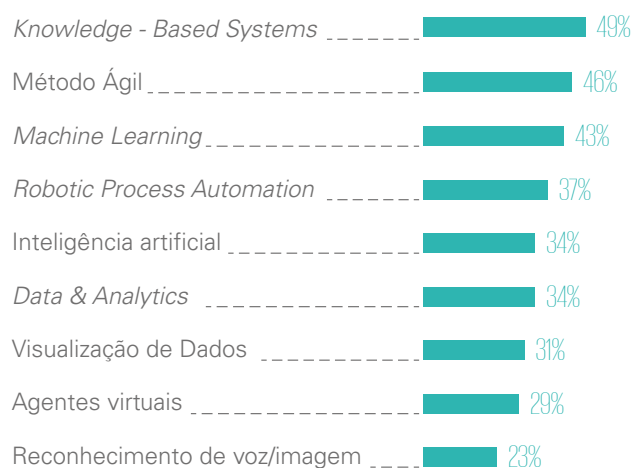 Knowledge - Based Systems 49%
Método Ágil 46%
Machine Learning 43%
Robotic Process Automation 37%
Inteligência artificial 34%
Data & Analytics 34%
Visualização de Dados 31%
Agentes virtuais 29%
Reconhecimento de voz/imagem 23%